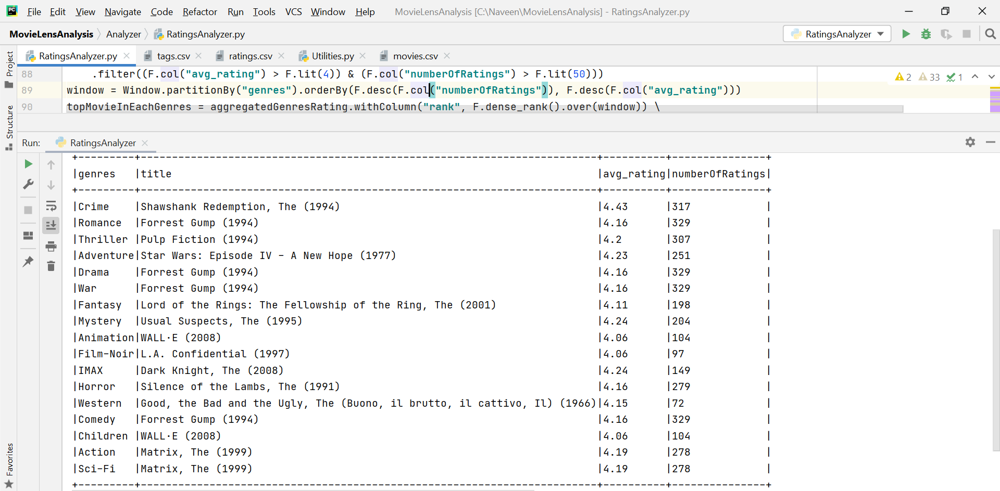 PC File Edit View Navigate Code Refactor Run Tools VCS Window Help MovieLensAnalysis [C:\Naveen\MovieLensAnalysis] - RatingsAnalyzer.py
MovieLensAnalysis Analyzer RatingsAnalyzer.py RatingsAnalyzer
RatingsAnalyzer.py tags.csv ratings.csv Utilities.py movies.csv
Project
Structure
Favorites
88 .filter((F.col("avg_rating") > F.lit(4)) & (F.col("numberOfRatings") > F.lit(50)))
2 33 1
89 window = Window.partitionBy("genres").orderBy(F.desc(F.col("numberOfRatings")), F.desc(F.col("avg_rating")))
90 topMovieInEachGenres = aggregatedGenresRating.withColumn("rank", F.dense_rank().over(window)) \
Run: RatingsAnalyzer
+---------+-------------------------------------------------------------------------+----------+---------------+
|genres   |title                                                                    |avg_rating|numberOfRatings|
+---------+-------------------------------------------------------------------------+----------+---------------+
|Crime    |Shawshank Redemption, The (1994)                                         |4.43      |317            |
|Romance  |Forrest Gump (1994)                                                      |4.16      |329            |
|Thriller |Pulp Fiction (1994)                                                      |4.2       |307            |
|Adventure|Star Wars: Episode IV - A New Hope (1977)                                |4.23      |251            |
|Drama    |Forrest Gump (1994)                                                      |4.16      |329            |
|War      |Forrest Gump (1994)                                                      |4.16      |329            |
|Fantasy  |Lord of the Rings: The Fellowship of the Ring, The (2001)                |4.11      |198            |
|Mystery  |Usual Suspects, The (1995)                                               |4.24      |204            |
|Animation|WALL·E (2008)                                                            |4.06      |104            |
|Film-Noir|L.A. Confidential (1997)                                                 |4.06      |97             |
|IMAX     |Dark Knight, The (2008)                                                  |4.24      |149            |
|Horror   |Silence of the Lambs, The (1991)                                         |4.16      |279            |
|Western  |Good, the Bad and the Ugly, The (Buono, il brutto, il cattivo, Il) (1966)|4.15      |72             |
|Comedy   |Forrest Gump (1994)                                                      |4.16      |329            |
|Children |WALL·E (2008)                                                            |4.06      |104            |
|Action   |Matrix, The (1999)                                                       |4.19      |278            |
|Sci-Fi   |Matrix, The (1999)                                                       |4.19      |278            |
+---------+-------------------------------------------------------------------------+----------+---------------+